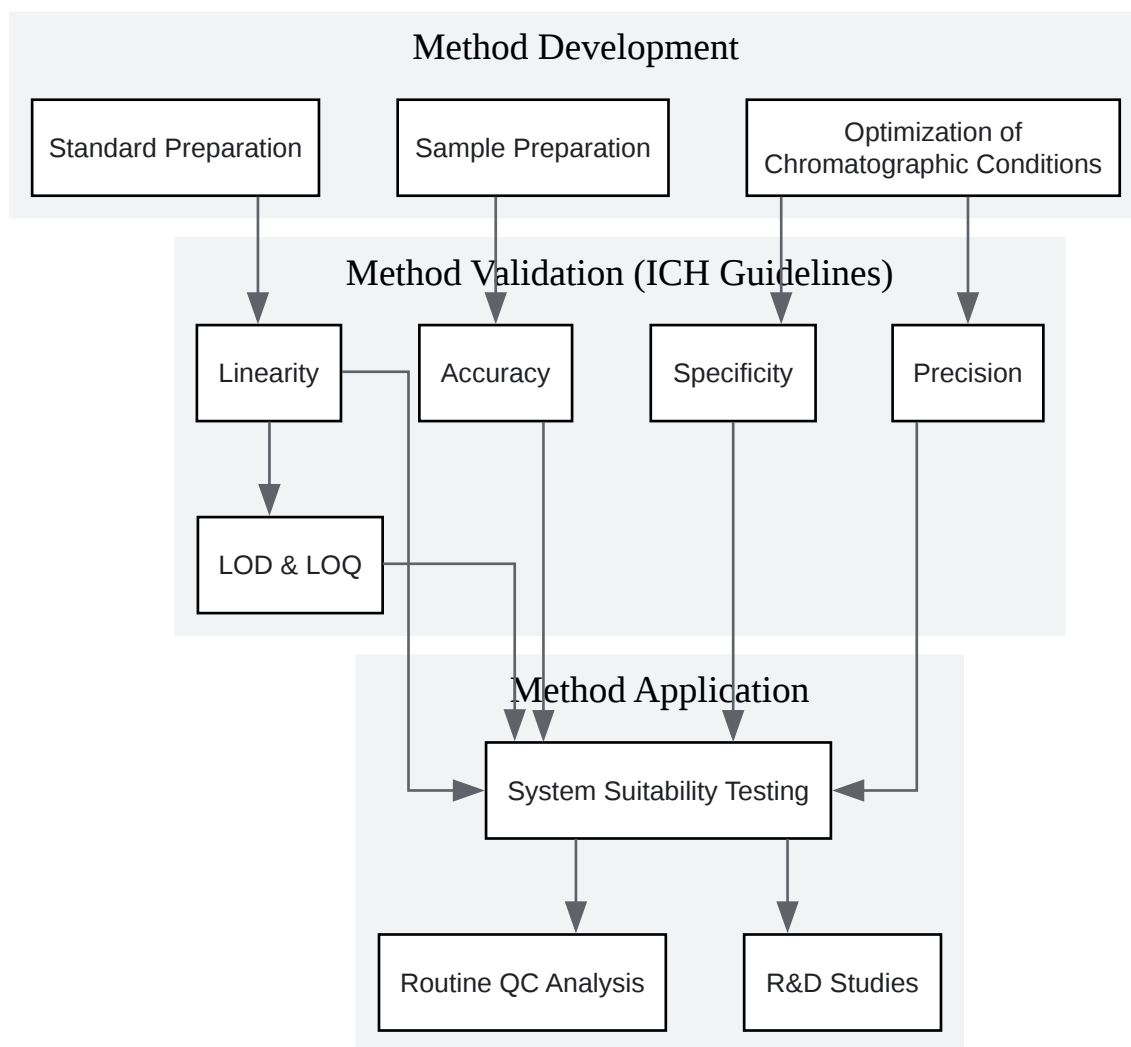 Method Development
Standard Preparation
Sample Preparation
Optimization of
Chromatographic Conditions
Method Validation (ICH Guidelines)
Linearity
Accuracy
Specificity
Precision
LOD & LOQ
Method Application
System Suitability Testing
Routine QC Analysis
R&D Studies